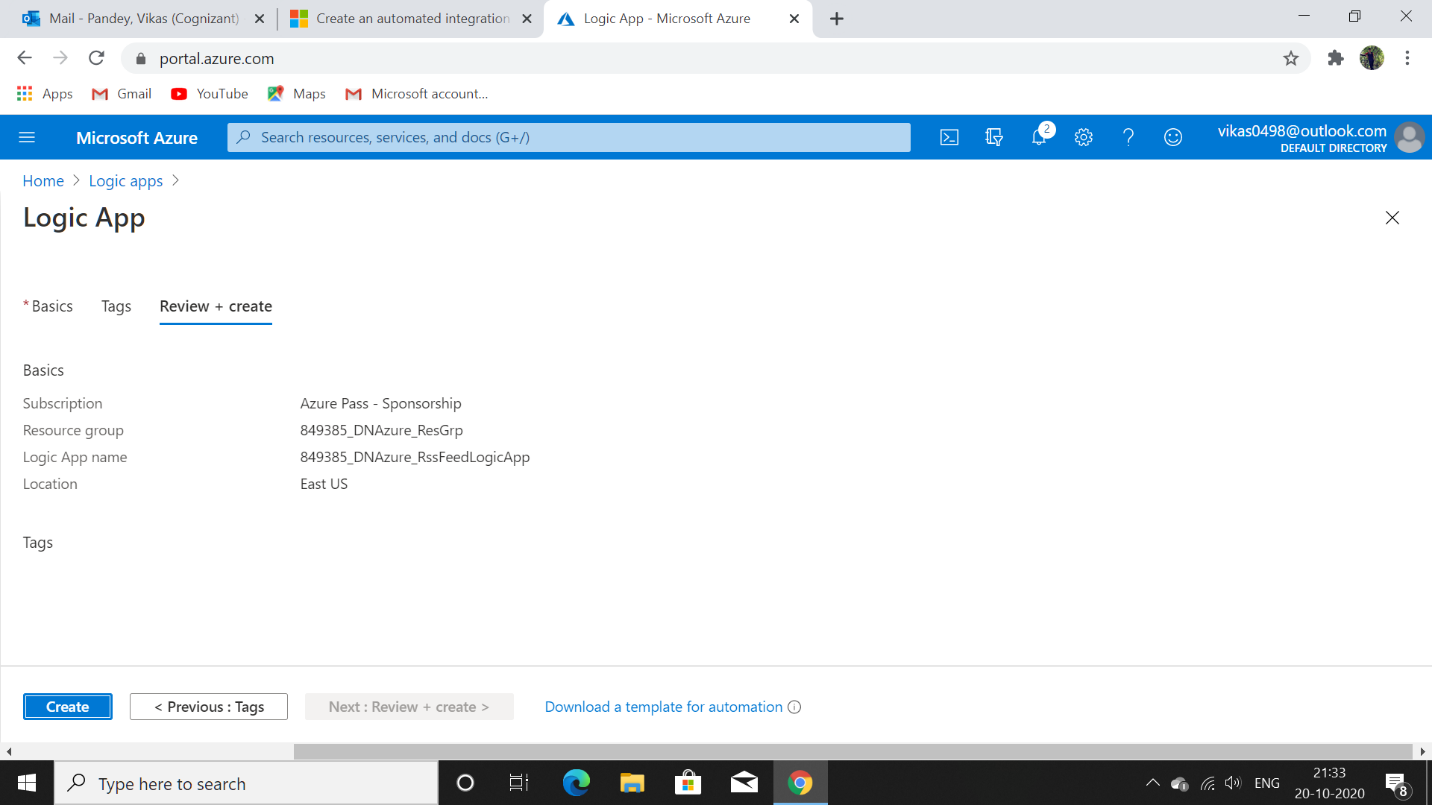 Mail - Pandey, Vikas (Cognizant)
Create an automated integration
Logic App - Microsoft Azure
portal.azure.com
Apps
Gmail
YouTube
Maps
Microsoft account...
Microsoft Azure
Search resources, services, and docs (G+/)
2
vikas0498@outlook.com
DEFAULT DIRECTORY
Home > Logic apps >
Logic App
* Basics
Tags
Review + create
Basics
Subscription Azure Pass - Sponsorship
Resource group 849385_DNAzure_ResGrp
Logic App name 849385_DNAzure_RssFeedLogicApp
Location East US
Tags
Create
< Previous : Tags
Next : Review + create >
Download a template for automation
Type here to search
ENG
21:33
20-10-2020
8